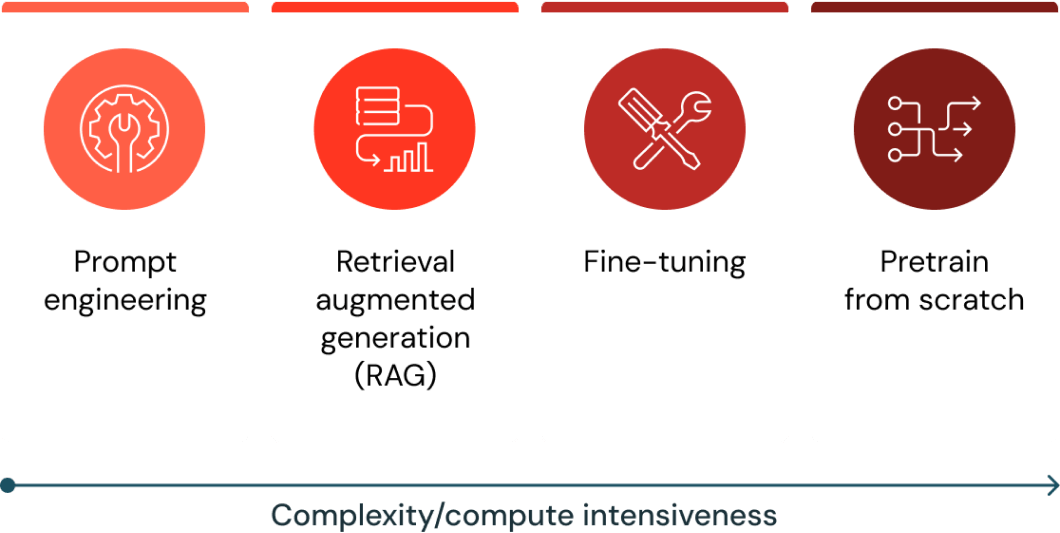 Prompt
engineering
Retrieval
augmented
generation
(RAG)
Fine-tuning
Pretrain
from scratch
Complexity/compute intensiveness